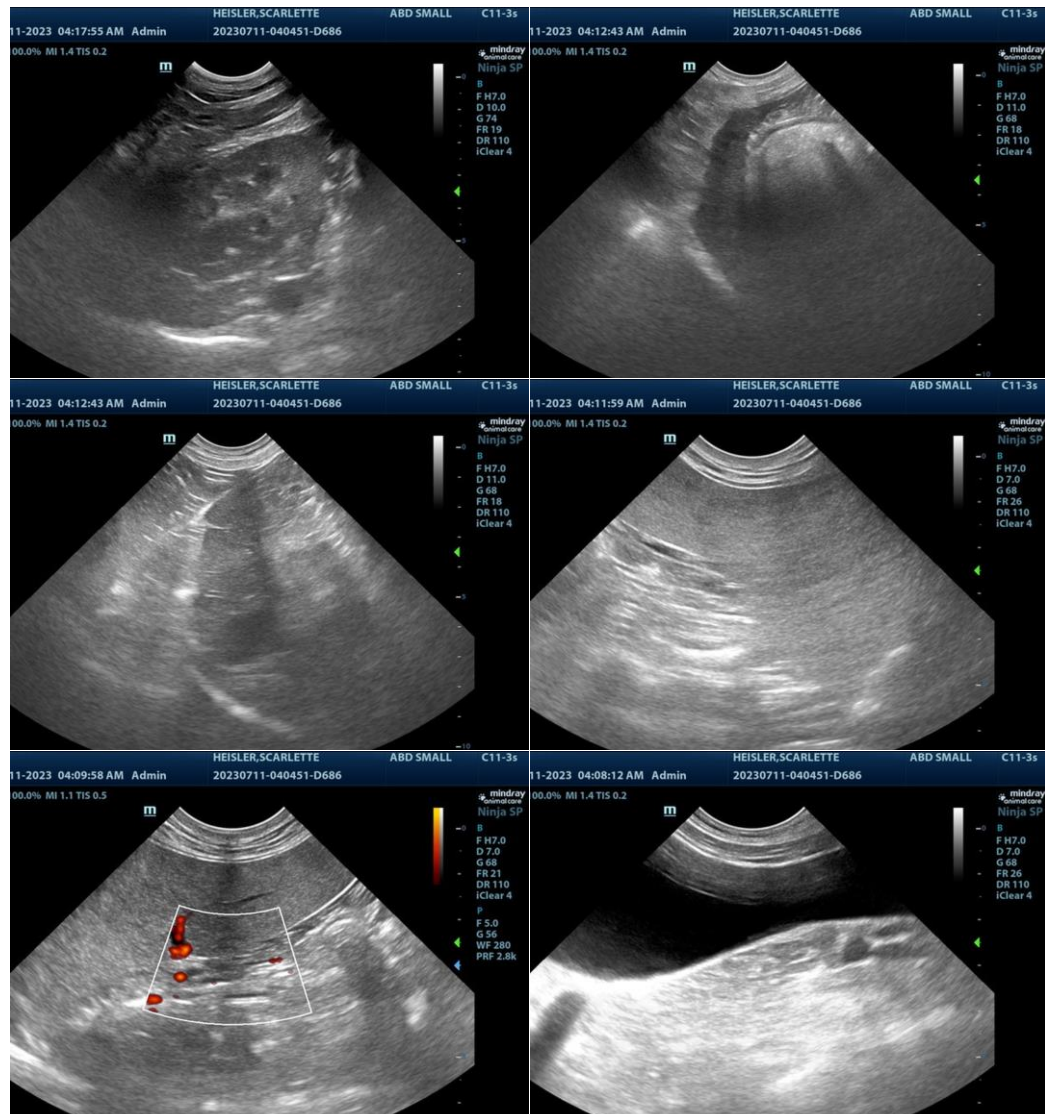 HEISLER,SCARLETTE ABD SMALL C11-3s
11-2023 04:17:55 AM Admin 20230711-040451-D686
00.0% MI 1.4 TIS 0.2
mindray
animal care
Ninja SP
m
B
F H7.0
D 10.0
G 74
FR 19
DR 110
iClear 4
0
5
HEISLER,SCARLETTE ABD SMALL C11-3s
11-2023 04:12:43 AM Admin 20230711-040451-D686
00.0% MI 1.4 TIS 0.2
mindray
animal care
Ninja SP
m
B
F H7.0
D 11.0
G 68
FR 18
DR 110
iClear 4
0
5
10
HEISLER,SCARLETTE ABD SMALL C11-3s
11-2023 04:12:43 AM Admin 20230711-040451-D686
00.0% MI 1.4 TIS 0.2
mindray
animal care
Ninja SP
m
B
F H7.0
D 11.0
G 68
FR 18
DR 110
iClear 4
0
5
10
HEISLER,SCARLETTE ABD SMALL C11-3s
11-2023 04:11:59 AM Admin 20230711-040451-D686
00.0% MI 1.4 TIS 0.2
mindray
animal care
Ninja SP
m
B
F H7.0
D 7.0
G 68
FR 26
DR 110
iClear 4
0
HEISLER,SCARLETTE ABD SMALL C11-3s
11-2023 04:09:58 AM Admin 20230711-040451-D686
00.0% MI 1.1 TIS 0.5
mindray
animal care
Ninja SP
m
B
F H7.0
D 7.0
G 68
FR 21
DR 110
iClear 4
P
F 5.0
G 56
WF 280
PRF 2.8k
0
HEISLER,SCARLETTE ABD SMALL C11-3s
11-2023 04:08:12 AM Admin 20230711-040451-D686
00.0% MI 1.4 TIS 0.2
mindray
animal care
Ninja SP
m
B
F H7.0
D 7.0
G 68
FR 26
DR 110
iClear 4
0